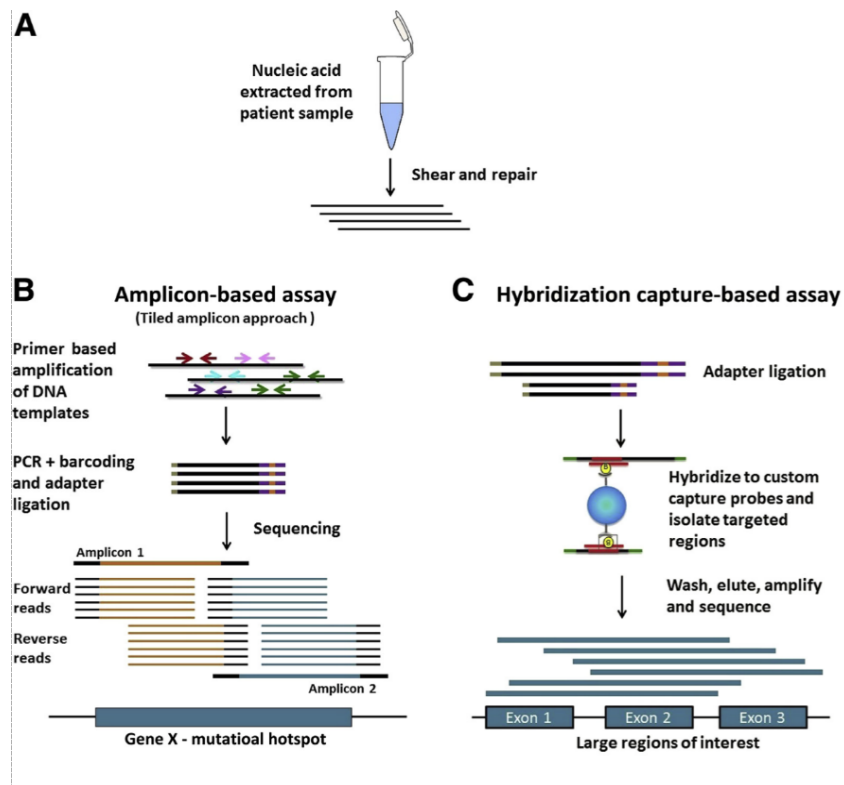 A
Nucleic acid
extracted from
patient sample
Shear and repair
B
Amplicon-based assay
(Tiled amplicon approach )
Primer based
amplification
of DNA
templates
PCR + barcoding
and adapter
ligation
Sequencing
Amplicon 1
Forward
reads
Reverse
reads
Amplicon 2
Gene X - mutatioal hotspot
C
Hybridization capture-based assay
Adapter ligation
Hybridize to custom
capture probes and
isolate targeted
regions
Wash, elute, amplify
and sequence
Exon 1
Exon 2
Exon 3
Large regions of interest